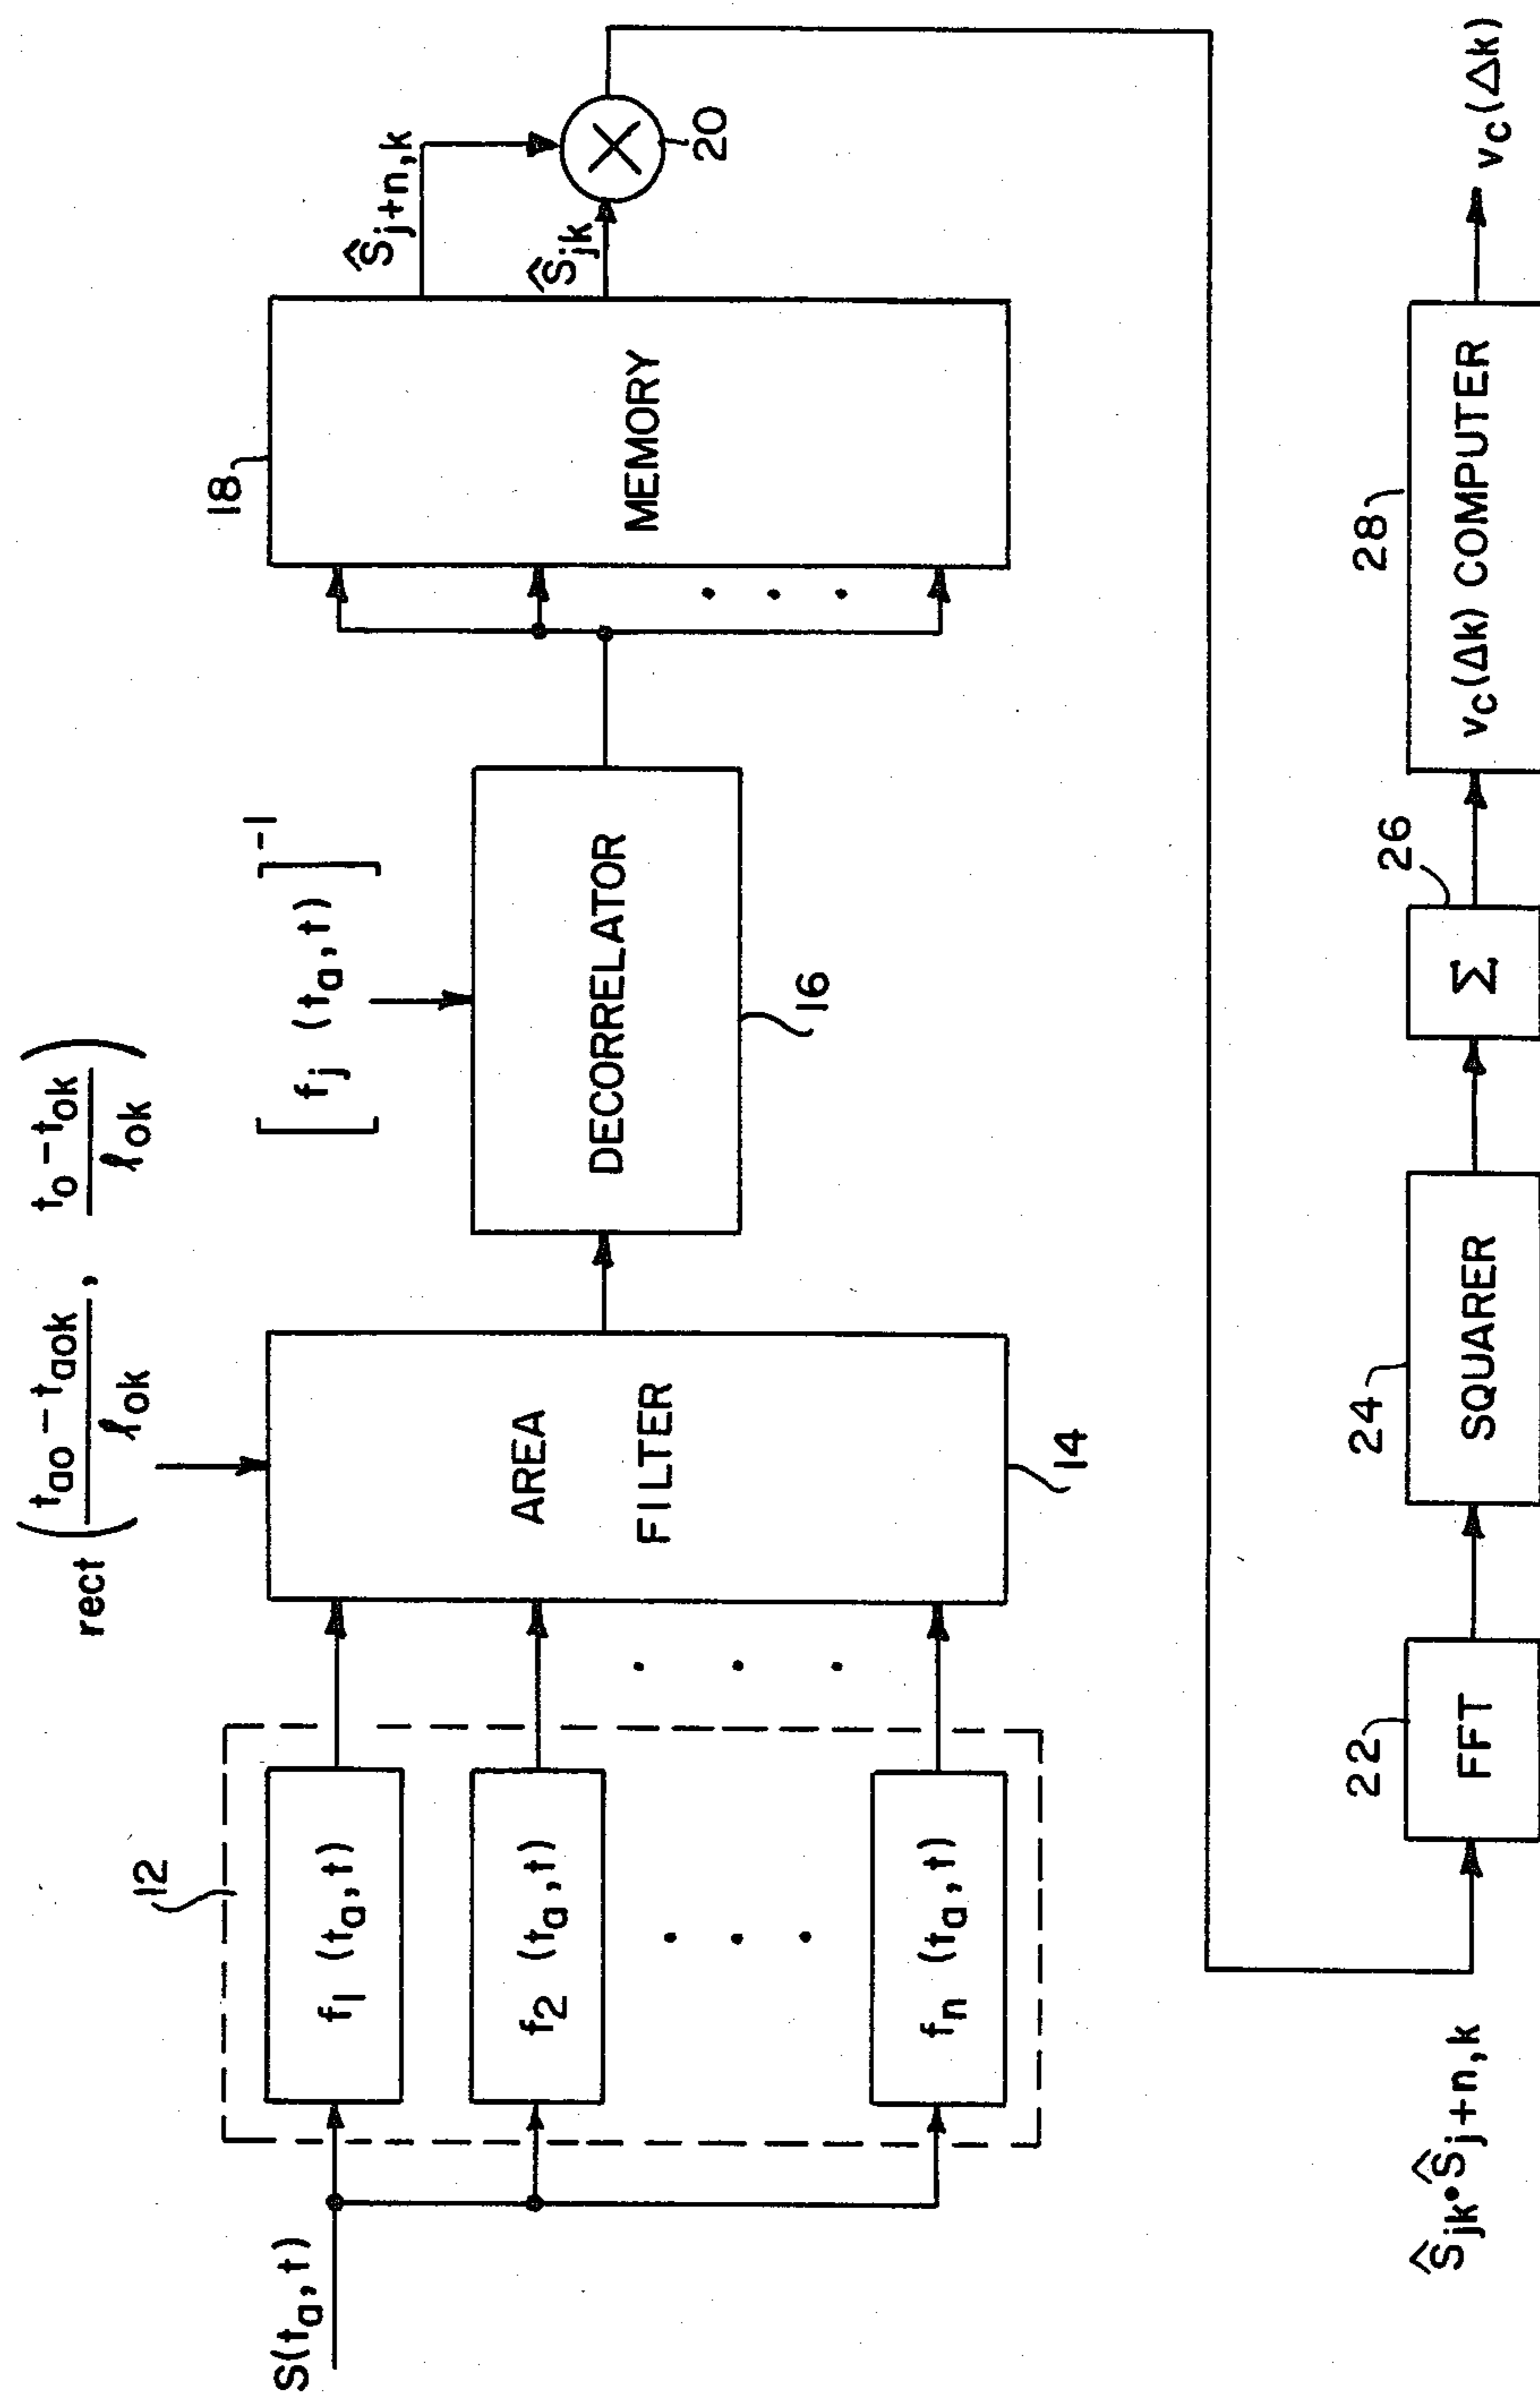 S(ta,t)
12
f1 (ta,t)
f2 (ta,t)
fn (ta,t)
rect (tao-taok/ℓok, to-tok/ℓok)
AREA
FILTER
14
[fj (ta,t)]-1
DECORRELATOR
16
18
MEMORY
Ŝj+n,k
Ŝjk
20
Ŝjk•Ŝj+n,k
22
FFT
24
SQUARER
26
Σ
28
vc(Δk) COMPUTER
vc(Δk)